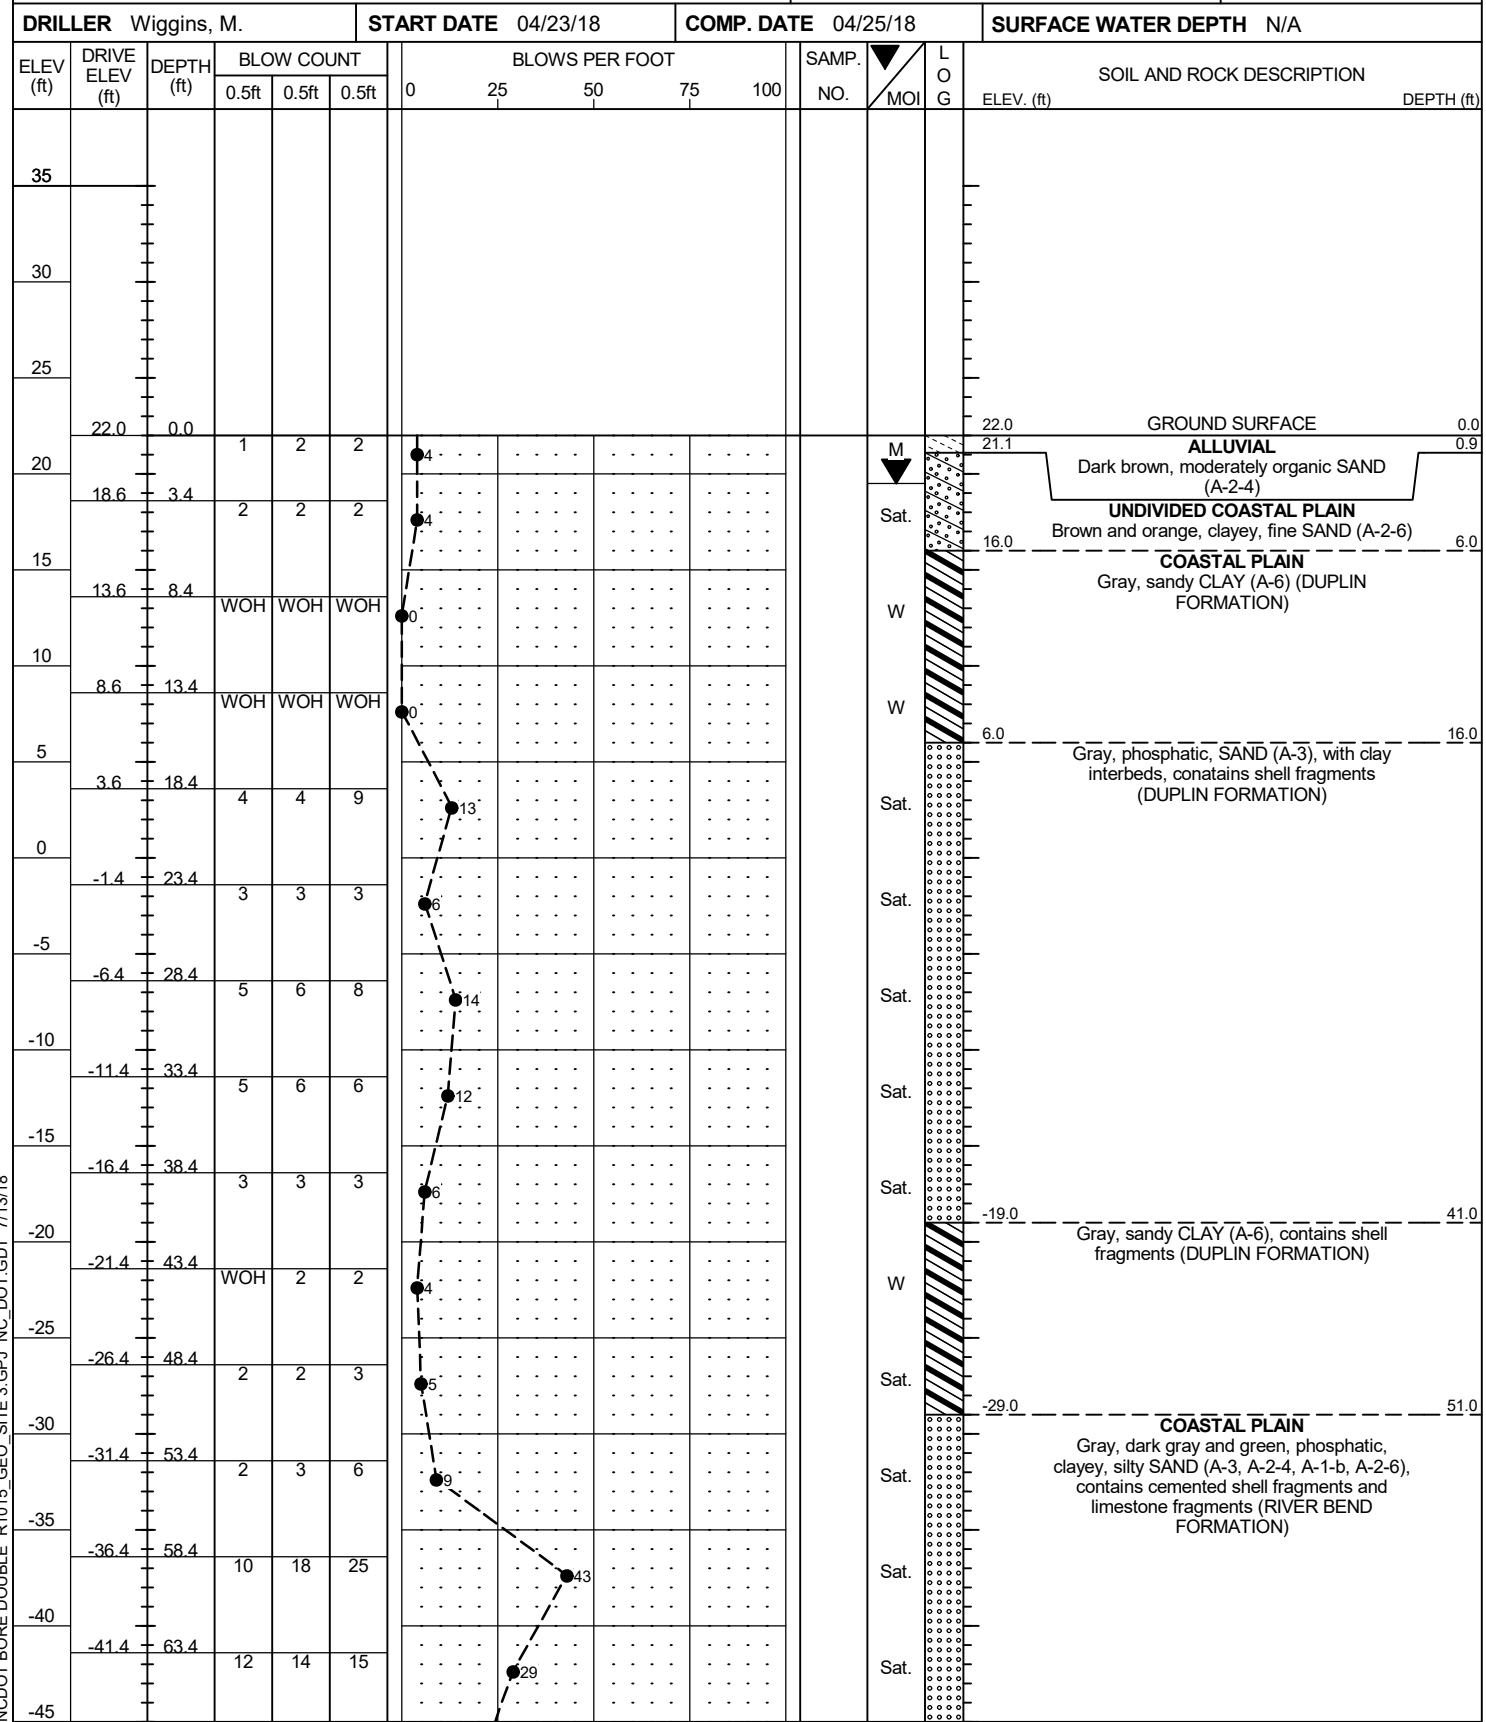 DRILLER Wiggins, M. START DATE 04/23/18 COMP. DATE 04/25/18 SURFACE WATER DEPTH N/A
ELEV (ft) DRIVE ELEV (ft) DEPTH (ft) BLOW COUNT BLOWS PER FOOT SAMP. NO. MOI LOG SOIL AND ROCK DESCRIPTION
0.5ft 0.5ft 0.5ft 0 25 50 75 100 ELEV. (ft) DEPTH (ft)
35
30
25
22.0 0.0 22.0 GROUND SURFACE 0.0
1 2 2 4 M 21.1 ALLUVIAL 0.9
20 Dark brown, moderately organic SAND
(A-2-4)
18.6 3.4
2 2 2 4 Sat. UNDIVIDED COASTAL PLAIN
Brown and orange, clayey, fine SAND (A-2-6)
16.0 6.0
15 COASTAL PLAIN
Gray, sandy CLAY (A-6) (DUPLIN
FORMATION)
13.6 8.4
WOH WOH WOH 0 W
10
8.6 13.4
WOH WOH WOH 0 W
6.0 16.0
5 Gray, phosphatic, SAND (A-3), with clay
interbeds, conatains shell fragments
(DUPLIN FORMATION)
3.6 18.4
4 4 9 13 Sat.
0
-1.4 23.4
3 3 3 6 Sat.
-5
-6.4 28.4
5 6 8 14 Sat.
-10
-11.4 33.4
5 6 6 12 Sat.
-15
-16.4 38.4
3 3 3 6 Sat.
-19.0 41.0
-20 Gray, sandy CLAY (A-6), contains shell
fragments (DUPLIN FORMATION)
-21.4 43.4
WOH 2 2 4 W
-25
-26.4 48.4
2 2 3 5 Sat.
-29.0 51.0
-30 COASTAL PLAIN
Gray, dark gray and green, phosphatic,
clayey, silty SAND (A-3, A-2-4, A-1-b, A-2-6),
contains cemented shell fragments and
limestone fragments (RIVER BEND
FORMATION)
-31.4 53.4
2 3 6 9 Sat.
-35
-36.4 58.4
10 18 25 43 Sat.
-40
-41.4 63.4
12 14 15 29 Sat.
-45
NCDOT BORE DOUBLE R1015_GEO_SITE 3.GPJ NC_DOT.GDT 7/13/18